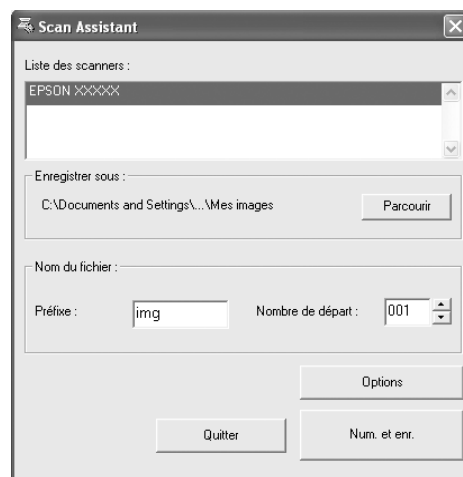 Scan Assistant
Liste des scanners :
EPSON XXXXX
Enregistrer sous :
C:\Documents and Settings\...\Mes images
Parcourir
Nom du fichier :
Préfixe :
img
Nombre de départ :
001
Options
Quitter
Num. et enr.